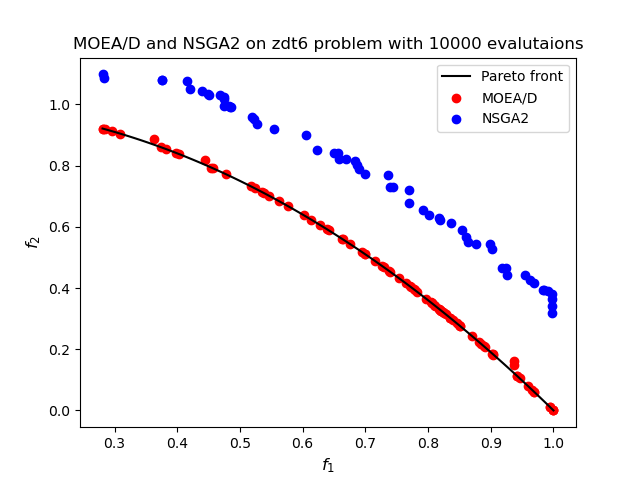 MOEA/D and NSGA2 on zdt6 problem with 10000 evalutaions
Pareto front
MOEA/D
NSGA2
f₂
1.0
0.8
0.6
0.4
0.2
0.0
0.3 0.4 0.5 0.6 0.7 0.8 0.9 1.0
f₁